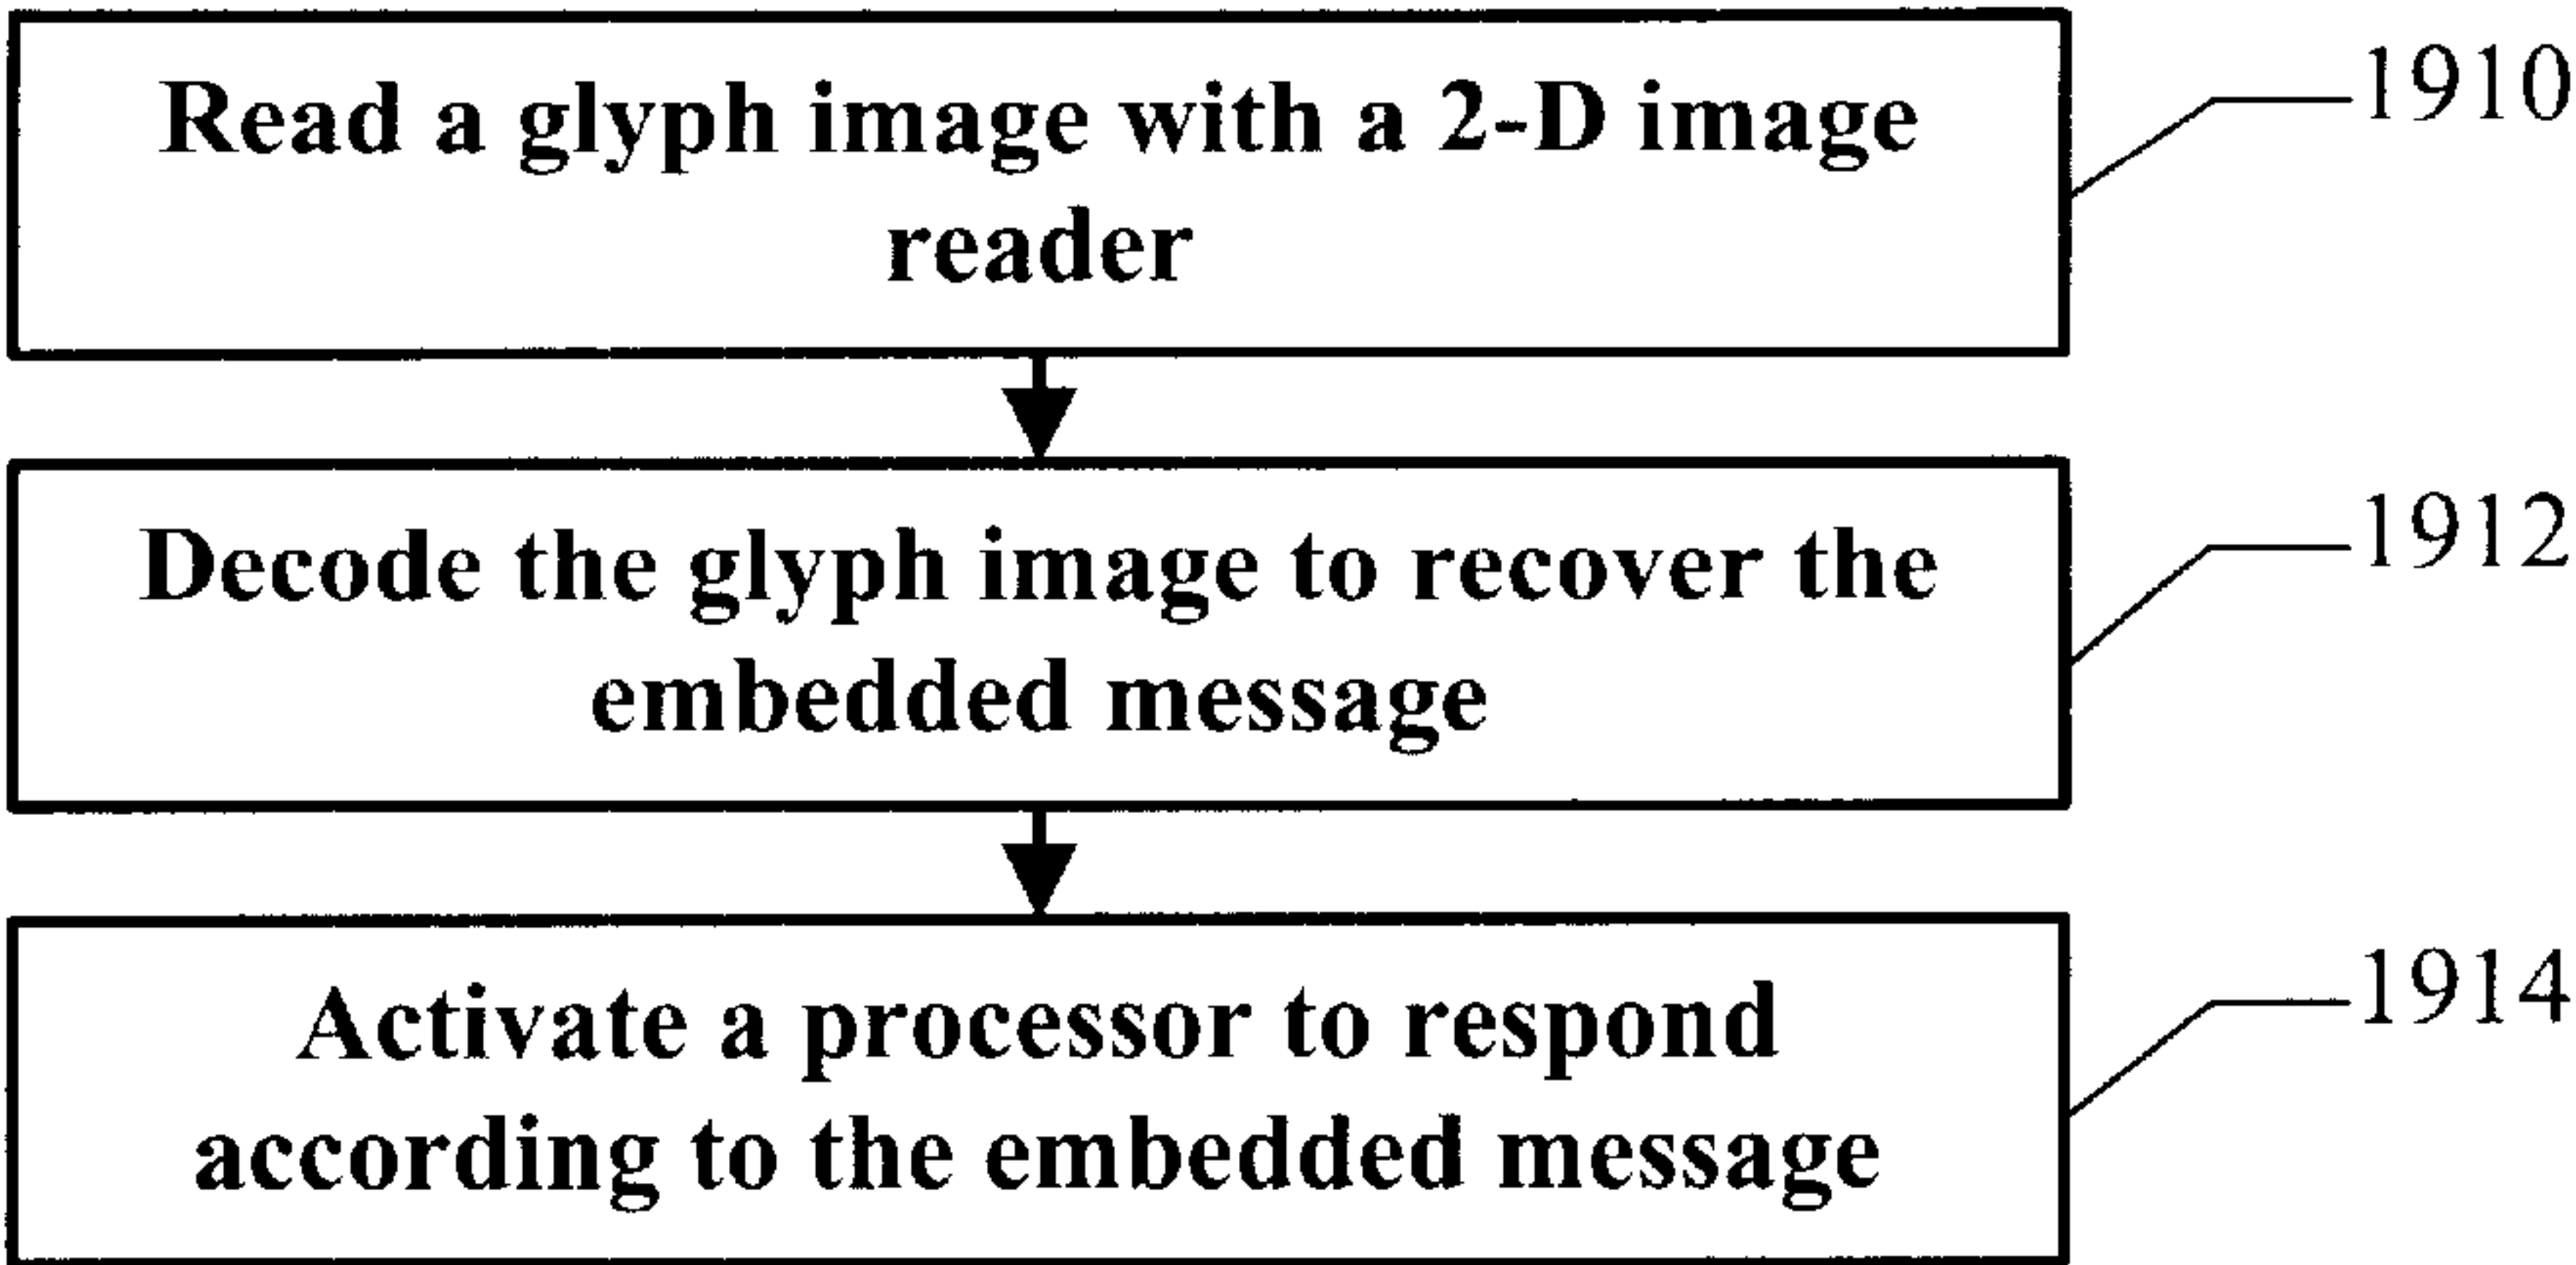 Read a glyph image with a 2-D image
reader
1910
Decode the glyph image to recover the
embedded message
1912
Activate a processor to respond
according to the embedded message
1914